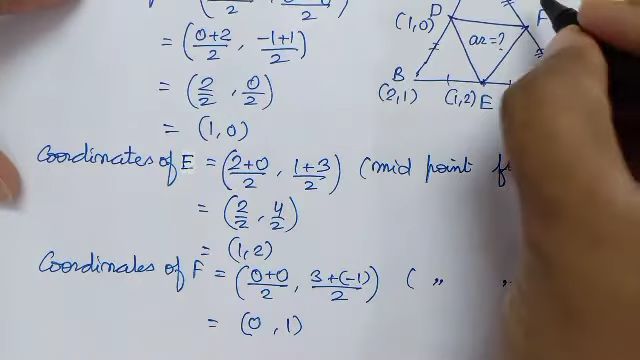 2 2
D
F
(1,0)
ar=?
= (0+2/2 , -1+1/2)
B
(2,1)
(1,2) E
= (2/2 , 0/2)
= (1,0)
Coordinates of E = (2+0/2 , 1+3/2) (mid point
= (2/2 , 4/2)
= (1,2)
Coordinates of F = (0+0/2 , 3+(-1)/2) ( " "
= (0,1)